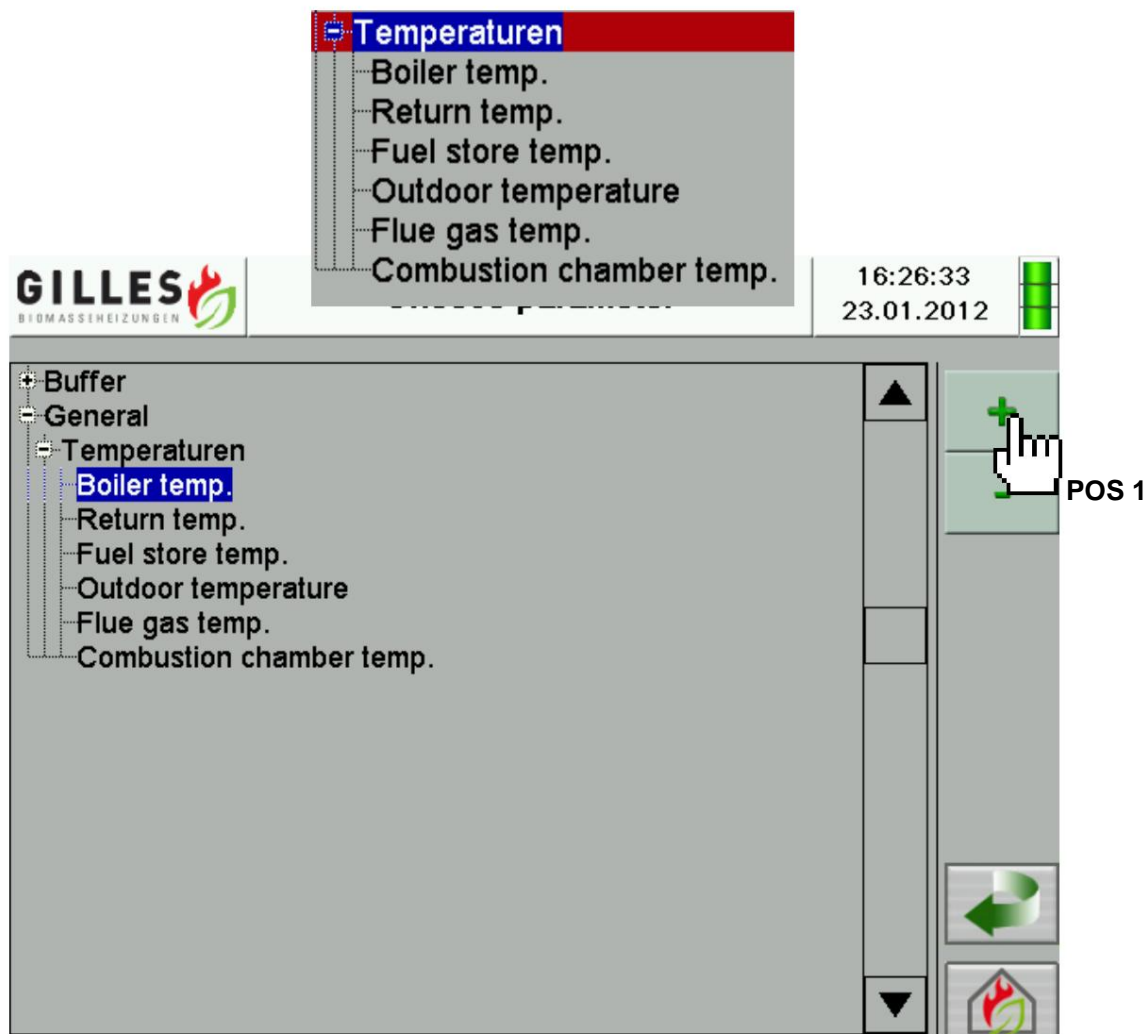 Temperaturen
Boiler temp.
Return temp.
Fuel store temp.
Outdoor temperature
Flue gas temp.
Combustion chamber temp.
GILLES
BIOMASSEHEIZUNGEN
16:26:33
23.01.2012
Buffer
General
Temperaturen
Boiler temp.
Return temp.
Fuel store temp.
Outdoor temperature
Flue gas temp.
Combustion chamber temp.
POS 1